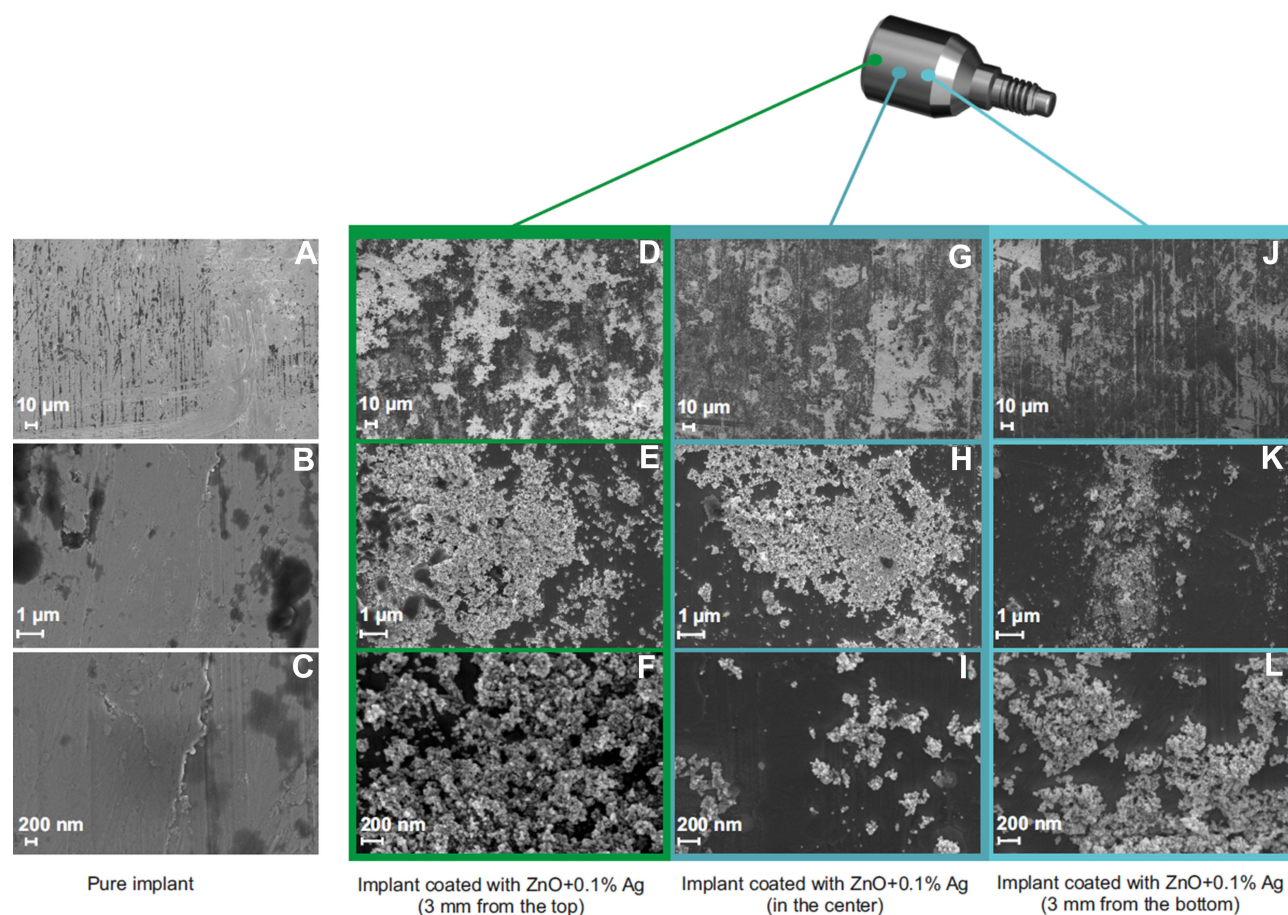 A
D
G
J
10 µm
10 µm
10 µm
10 µm
B
E
H
K
1 µm
1 µm
1 µm
1 µm
C
F
I
L
200 nm
200 nm
200 nm
200 nm
Pure implant
Implant coated with ZnO+0.1% Ag
(3 mm from the top)
Implant coated with ZnO+0.1% Ag
(in the center)
Implant coated with ZnO+0.1% Ag
(3 mm from the bottom)